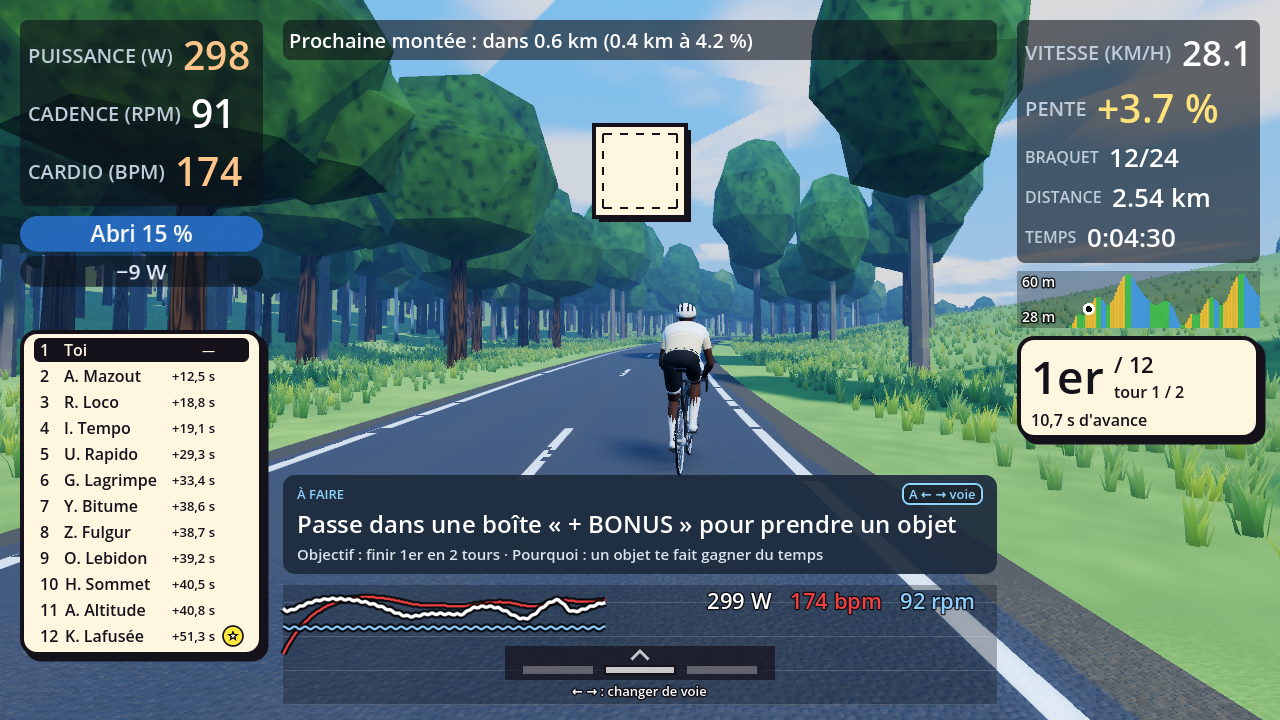 PUISSANCE (W) 298
CADENCE (RPM) 91
CARDIO (BPM) 174
Abri 15 %
−9 W
1 Toi —
2 A. Mazout +12,5 s
3 R. Loco +18,8 s
4 I. Tempo +19,1 s
5 U. Rapido +29,3 s
6 G. Lagrimpe +33,4 s
7 Y. Bitume +38,6 s
8 Z. Fulgur +38,7 s
9 O. Lebidon +39,2 s
10 H. Sommet +40,5 s
11 A. Altitude +40,8 s
12 K. Lafusée +51,3 s
Prochaine montée : dans 0.6 km (0.4 km à 4.2 %)
À FAIRE
A ← → voie
Passe dans une boîte « + BONUS » pour prendre un objet
Objectif : finir 1er en 2 tours · Pourquoi : un objet te fait gagner du temps
299 W 174 bpm 92 rpm
← → : changer de voie
VITESSE (KM/H) 28.1
PENTE +3.7 %
BRAQUET 12/24
DISTANCE 2.54 km
TEMPS 0:04:30
60 m
28 m
1er / 12
tour 1 / 2
10,7 s d'avance